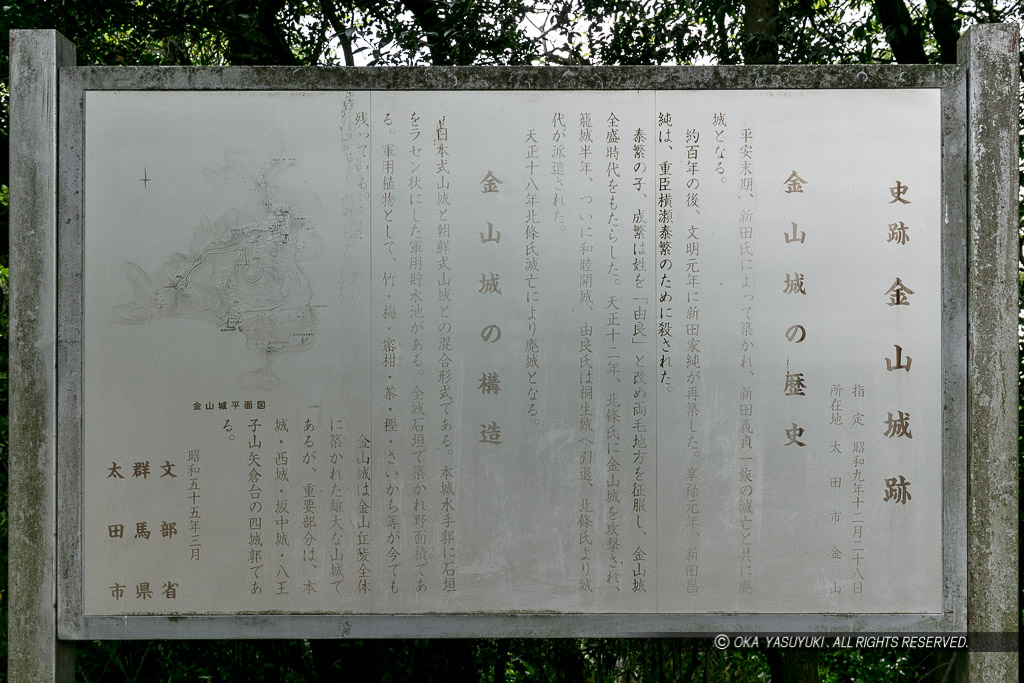 史跡 金山城跡
指定 昭和九年十二月二十八日
所在地 太田市金山
金山城の歴史
平安末期、新田氏によって築かれ、新田義貞一族の滅亡と共に廃
城となる。
約百年の後、文明元年に新田家純が再築した。享禄元年、新田昌
純は、重臣横瀬泰繁のために殺された。
泰繁の子、成繁は姓を「由良」と改め両毛地方を征服し、金山城
全盛時代をもたらした。天正十二年、北條氏に金山城を攻撃され、
籠城半年、ついに和睦開城、由良氏は桐生城へ引退、北條氏より城
代が派遣された。
天正十八年北條氏滅亡により廃城となる。
金山城の構造
日本式山城と朝鮮式山城との混合形式である。本城水手郭に石垣
をラセン状にした軍用貯水池がある。全城石垣で築かれ野面積であ
る。軍用植物として、竹・梅・密柑・茶・樫・さいかち等が今でも
残っている。
金山城は金山丘陵全体
に築かれた雄大な山城で
あるが、重要部分は、本
城・西城・坂中城・八王
子山矢倉台の四城郭であ
る。
金山城平面図
昭和五十五年三月
文部省
群馬県
太田市
© OKA YASUYUKI. ALL RIGHTS RESERVED.